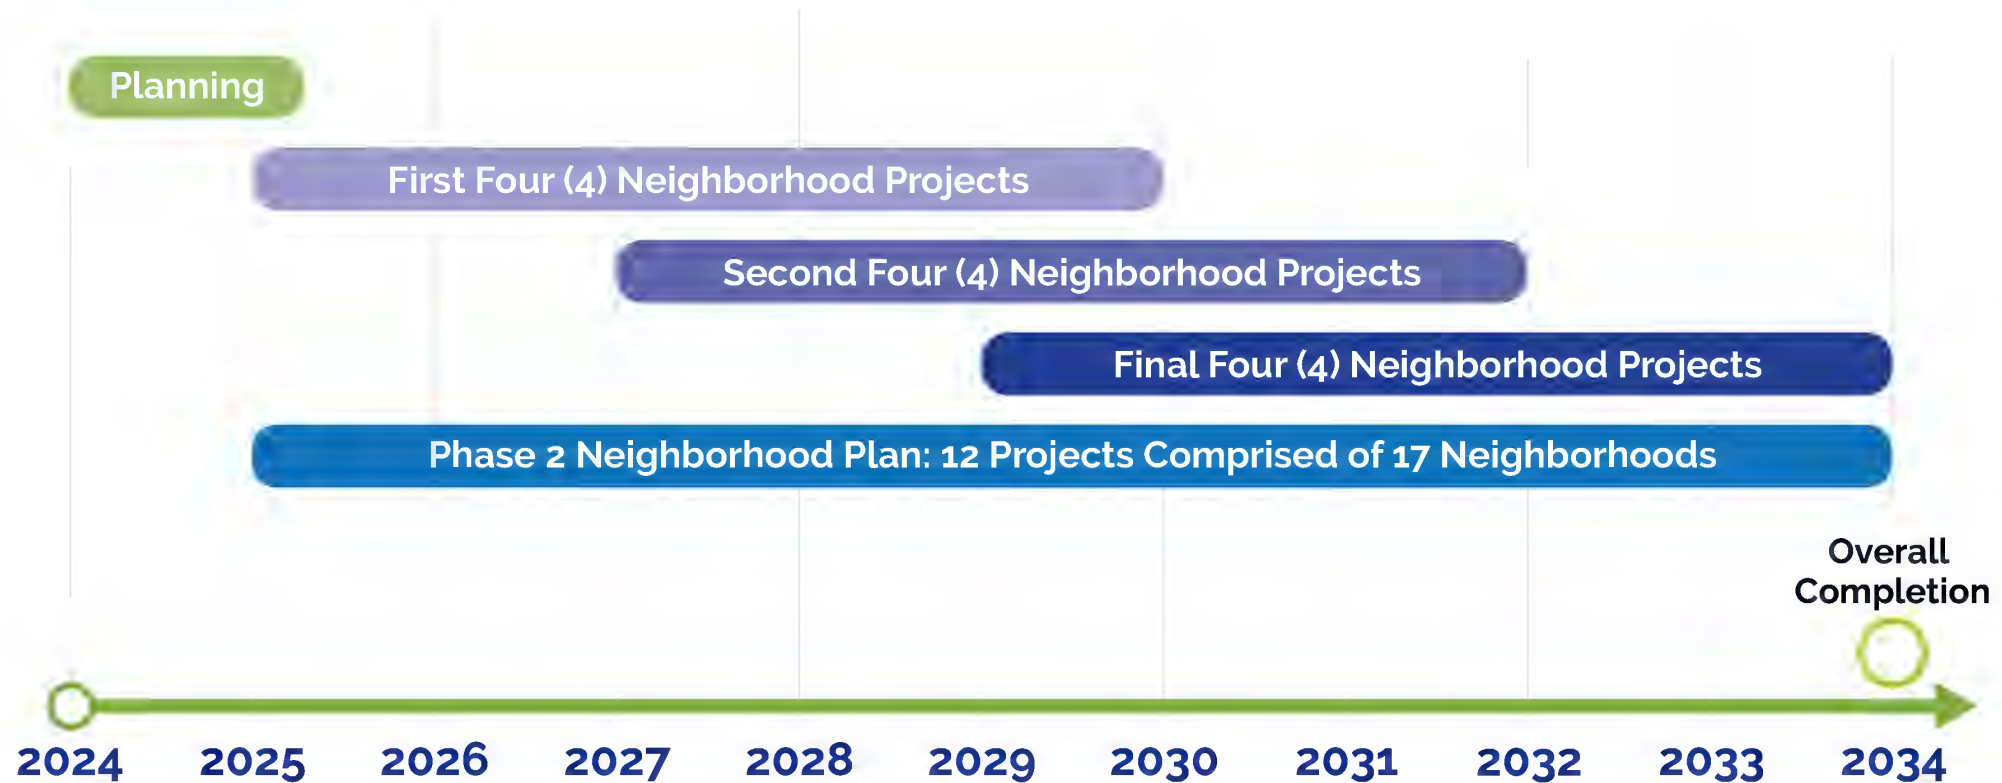 Planning
First Four (4) Neighborhood Projects
Second Four (4) Neighborhood Projects
Final Four (4) Neighborhood Projects
Phase 2 Neighborhood Plan: 12 Projects Comprised of 17 Neighborhoods
Overall
Completion
2024 2025 2026 2027 2028 2029 2030 2031 2032 2033 2034